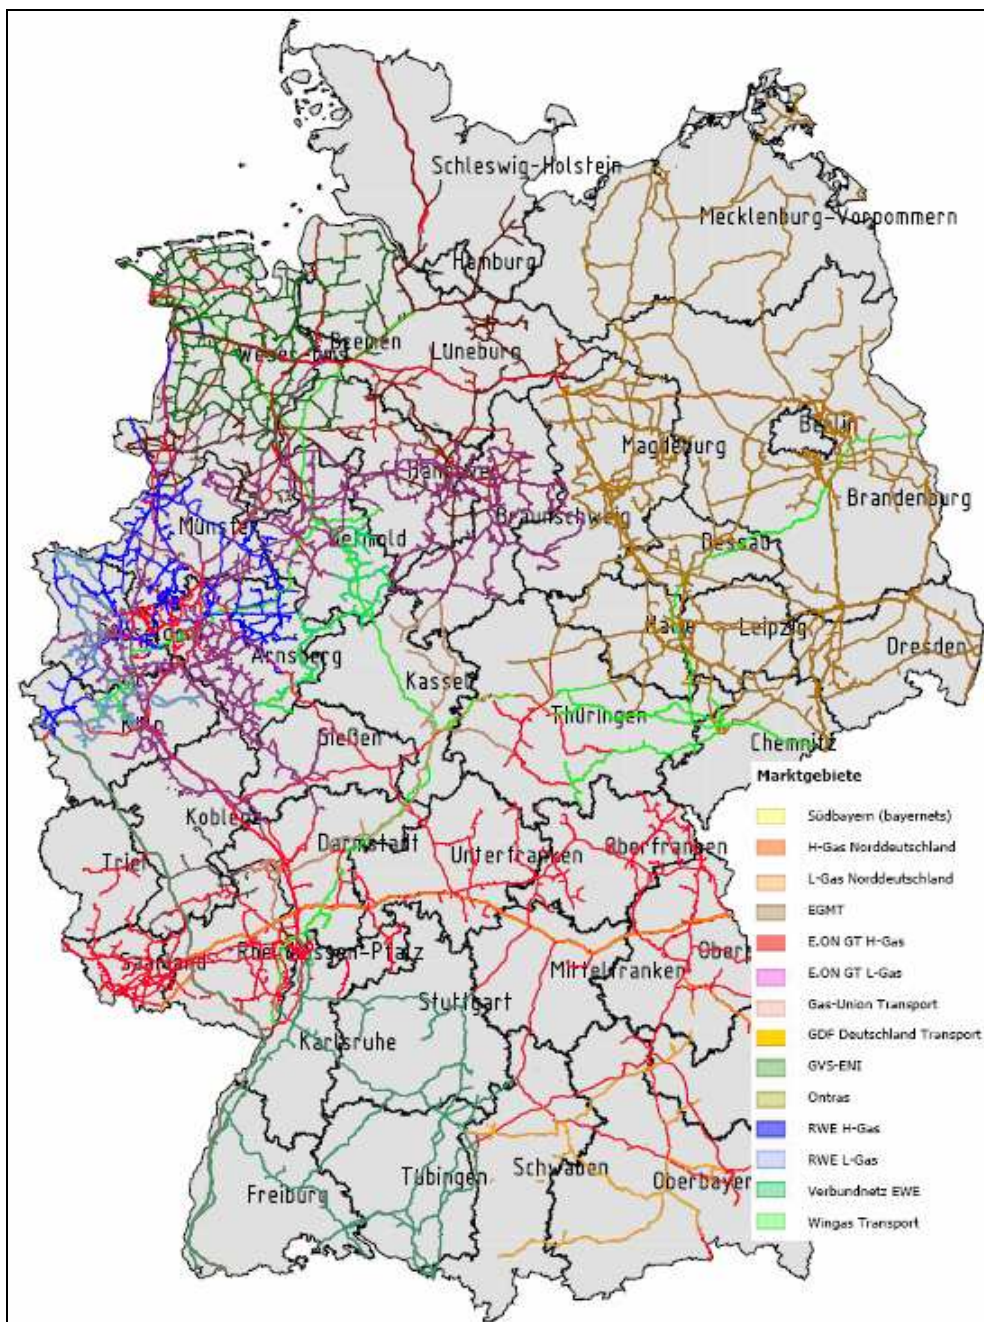 Schleswig-Holstein
Mecklenburg-Vorpommern
Hamburg
Bremen
Weser-Ems
Lüneburg
Berlin
Magdeburg
Hannover
Brandenburg
Braunschweig
Münster
Detmold
Dessau
Halle
Leipzig
Arnsberg
Dresden
Kassel
Thüringen
Köln
Gießen
Chemnitz
Marktgebiete
Südbayern (bayernets)
Koblenz
Darmstadt
H-Gas Norddeutschland
Unterfranken
Oberfranken
Trier
L-Gas Norddeutschland
EGMT
E.ON GT H-Gas
Rheinhessen-Pfalz
Saarland
Mittelfranken
E.ON GT L-Gas
Stuttgart
Gas-Union Transport
Karlsruhe
GDF Deutschland Transport
GVS-ENI
Ontras
RWE H-Gas
RWE L-Gas
Schwaben
Tübingen
Oberbayer
Freiburg
Verbundnetz EWE
Wingas Transport